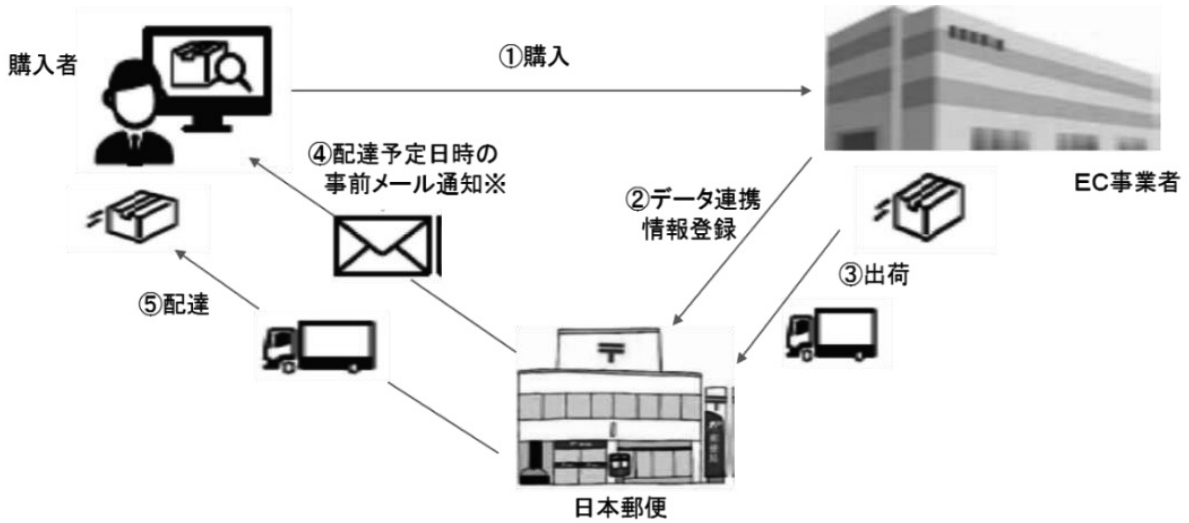 ①購入
購入者
④配達予定日時の
事前メール通知※
EC事業者
②データ連携
情報登録
③出荷
⑤配達
〒
日本郵便